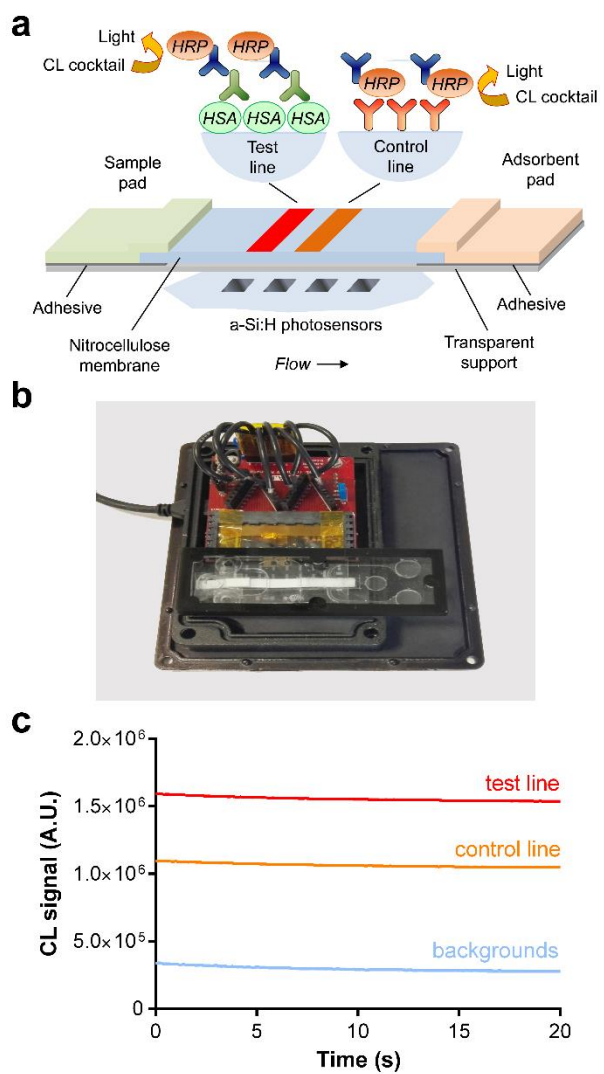 a
Light
CL cocktail
HRP
HRP
HSA
HSA
HSA
Test
line
HRP
HRP
Light
CL cocktail
Control
line
Sample
pad
Adsorbent
pad
Adhesive
Nitrocellulose
membrane
a-Si:H photosensors
Flow
Transparent
support
Adhesive
b
c
CL signal (A.U.)
2.0×10⁶
1.5×10⁶
1.0×10⁶
5.0×10⁵
0
test line
control line
backgrounds
0
5
10
15
20
Time (s)